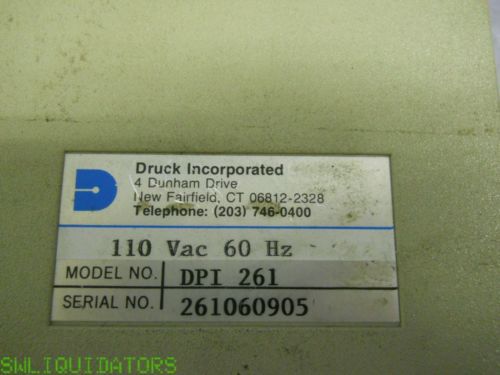 Druck Incorporated
4 Dunham Drive
New Fairfield, CT 06812-2328
Telephone: (203) 746-0400
110 Vac 60 Hz
MODEL NO. DPI 261
SERIAL NO. 261060905
SWLIQUIDATORS